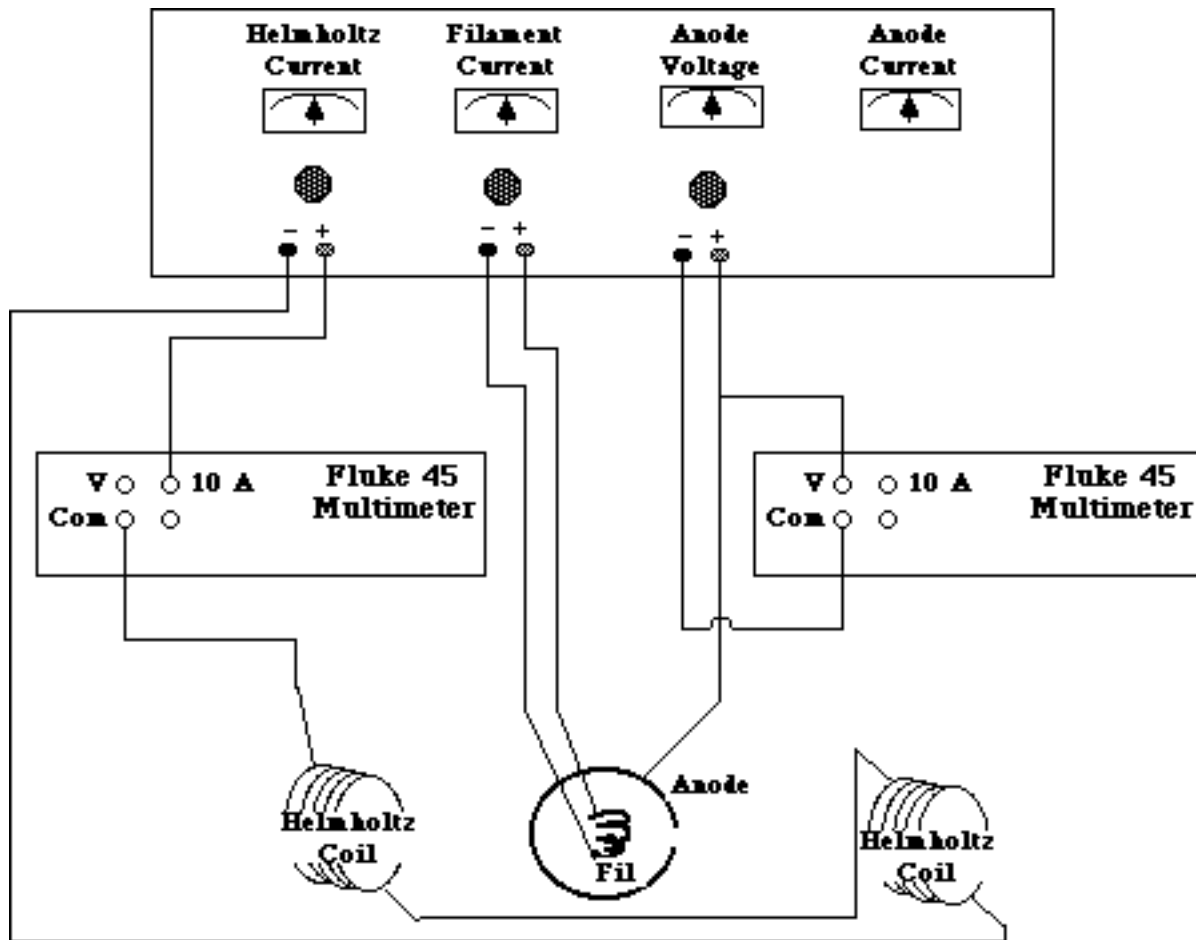 Helmholtz
Current
Filament
Current
Anode
Voltage
Anode
Current
- +
- +
- +
V 10 A
Com
Fluke 45
Multimeter
V 10 A
Com
Fluke 45
Multimeter
Anode
Helmholtz
Coil
Fil
Helmholtz
Coil